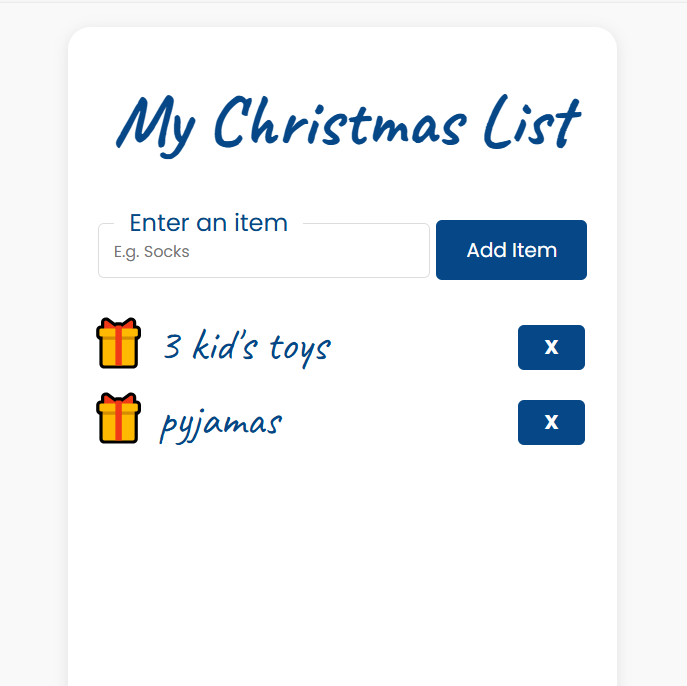 My Christmas List
Enter an item
E.g. Socks
Add Item
3 kid's toys
X
pyjamas
X